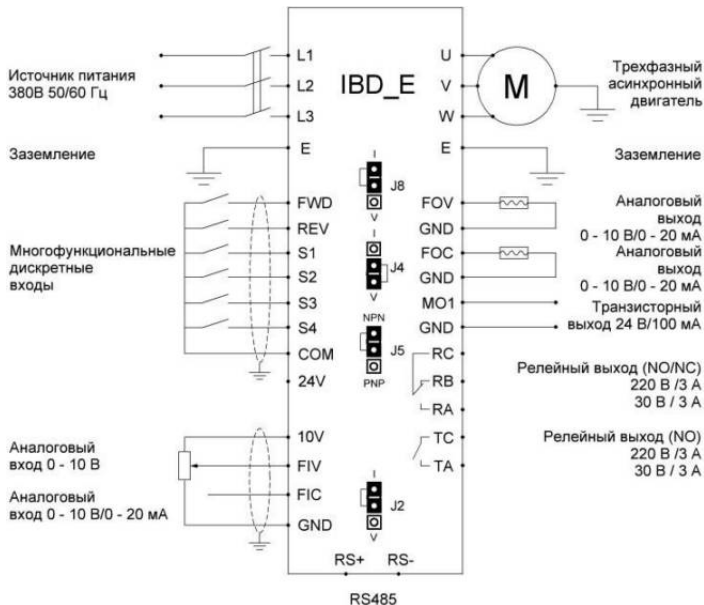 Источник питания
380В 50/60 Гц
Заземление
Многофункциональные
дискретные
входы
Аналоговый
вход 0 - 10 В
Аналоговый
вход 0 - 10 В/0 - 20 мА
L1
L2
L3
E
FWD
REV
S1
S2
S3
S4
COM
24V
10V
FIV
FIC
GND
IBD_E
I
J8
V
I
J4
V
NPN
J5
PNP
I
J2
V
RS+ RS-
RS485
U
V
W
E
FOV
GND
FOC
GND
MO1
GND
RC
RB
RA
TC
TA
M
Трехфазный
асинхронный
двигатель
Заземление
Аналоговый
выход
0 - 10 В/0 - 20 мА
Аналоговый
выход
0 - 10 В/0 - 20 мА
Транзисторный
выход 24 В/100 мА
Релейный выход (NO/NC)
220 В /3 А
30 В / 3 А
Релейный выход (NO)
220 В /3 А
30 В / 3 А